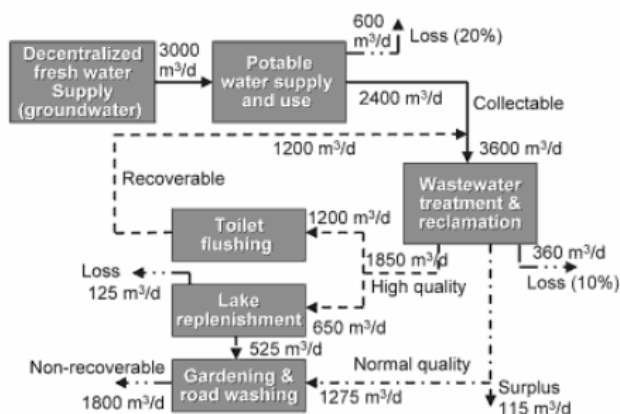 Decentralized
fresh water
Supply
(groundwater)
3000
m³/d
Potable
water supply
and use
600
m³/d
Loss (20%)
2400 m³/d
Collectable
1200 m³/d
3600 m³/d
Recoverable
Wastewater
treatment &
reclamation
Toilet
flushing
1200 m³/d
1850 m³/d
High quality
360 m³/d
Loss (10%)
Loss
125 m³/d
Lake
replenishment
650 m³/d
525 m³/d
Non-recoverable
1800 m³/d
Gardening &
road washing
Normal quality
1275 m³/d
Surplus
115 m³/d